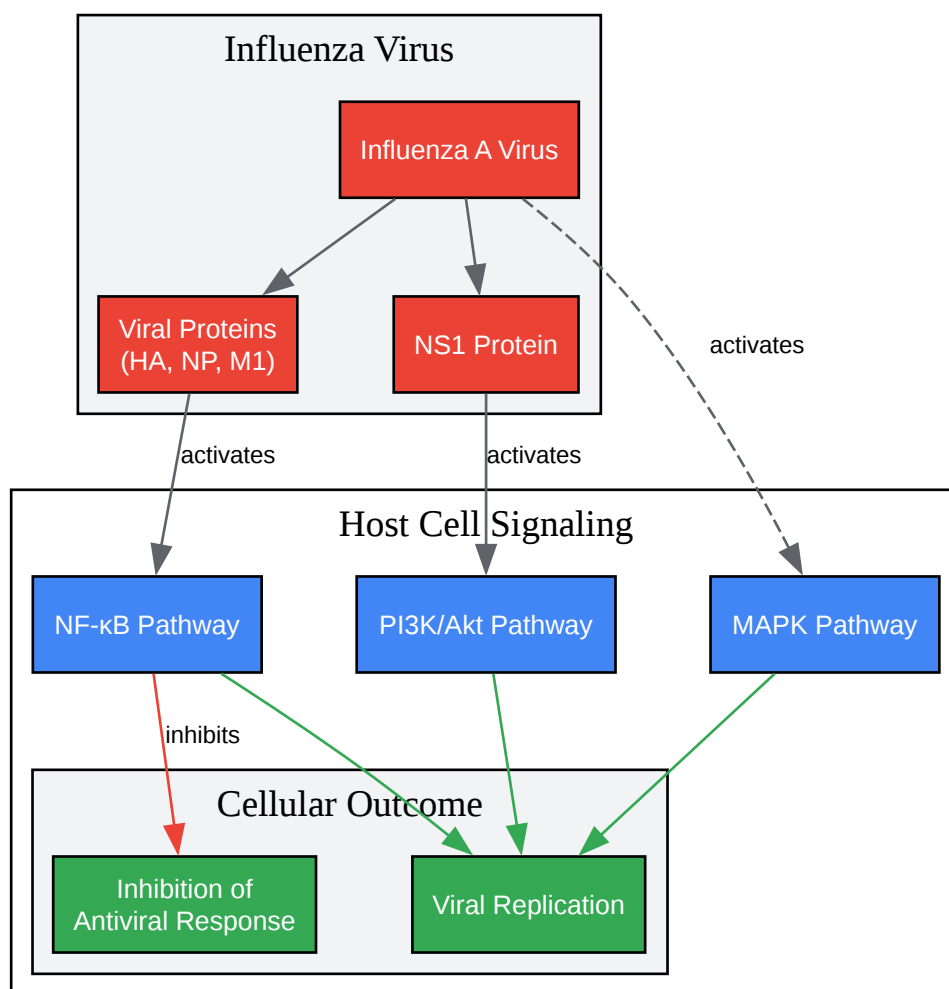 Influenza Virus
Influenza A Virus
Viral Proteins
(HA, NP, M1)
NS1 Protein
activates
activates
activates
Host Cell Signaling
NF-κB Pathway
PI3K/Akt Pathway
MAPK Pathway
inhibits
Cellular Outcome
Inhibition of
Antiviral Response
Viral Replication